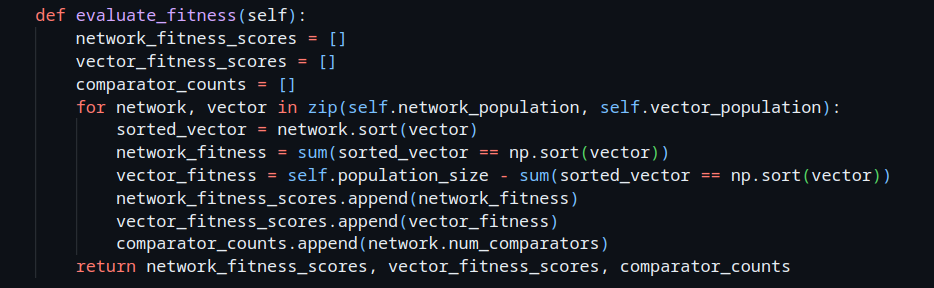 def evaluate_fitness(self):
    network_fitness_scores = []
    vector_fitness_scores = []
    comparator_counts = []
    for network, vector in zip(self.network_population, self.vector_population):
        sorted_vector = network.sort(vector)
        network_fitness = sum(sorted_vector == np.sort(vector))
        vector_fitness = self.population_size - sum(sorted_vector == np.sort(vector))
        network_fitness_scores.append(network_fitness)
        vector_fitness_scores.append(vector_fitness)
        comparator_counts.append(network.num_comparators)
    return network_fitness_scores, vector_fitness_scores, comparator_counts